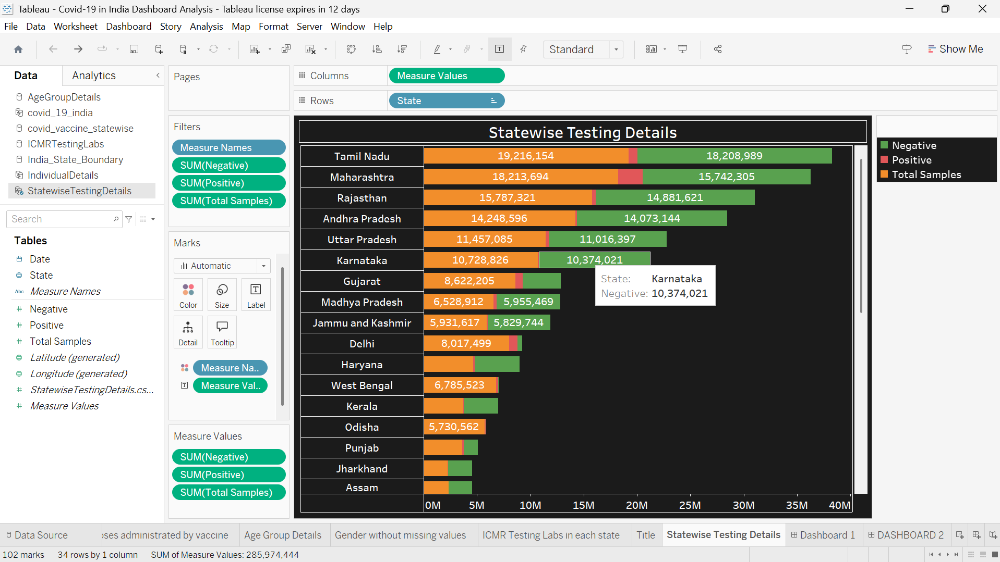 Tableau - Covid-19 in India Dashboard Analysis - Tableau license expires in 12 days
File Data Worksheet Dashboard Story Analysis Map Format Server Window Help
Standard
Show Me
Data
Analytics
AgeGroupDetails
covid_19_india
covid_vaccine_statewise
ICMRTestingLabs
India_State_Boundary
IndividualDetails
StatewiseTestingDetails
Search
Tables
Date
State
Abc Measure Names
Negative
Positive
Total Samples
Latitude (generated)
Longitude (generated)
StatewiseTestingDetails.cs...
Measure Values
Pages
Filters
Measure Names
SUM(Negative)
SUM(Positive)
SUM(Total Samples)
Marks
Automatic
Color
Size
Label
Detail
Tooltip
Measure Na..
Measure Val..
Measure Values
SUM(Negative)
SUM(Positive)
SUM(Total Samples)
Columns
Measure Values
Rows
State
Statewise Testing Details
Tamil Nadu 19,216,154 18,208,989
Maharashtra 18,213,694 15,742,305
Rajasthan 15,787,321 14,881,621
Andhra Pradesh 14,248,596 14,073,144
Uttar Pradesh 11,457,085 11,016,397
Karnataka 10,728,826 10,374,021
Gujarat 8,622,205
Madhya Pradesh 6,528,912 5,955,469
Jammu and Kashmir 5,931,617 5,829,744
Delhi 8,017,499
Haryana
West Bengal 6,785,523
Kerala
Odisha 5,730,562
Punjab
Jharkhand
Assam
0M 5M 10M 15M 20M 25M 30M 35M 40M
State: Karnataka
Negative: 10,374,021
Negative
Positive
Total Samples
Data Source
oses administrated by vaccine
Age Group Details
Gender without missing values
ICMR Testing Labs in each state
Title
Statewise Testing Details
Dashboard 1
DASHBOARD 2
102 marks 34 rows by 1 column SUM of Measure Values: 285,974,444